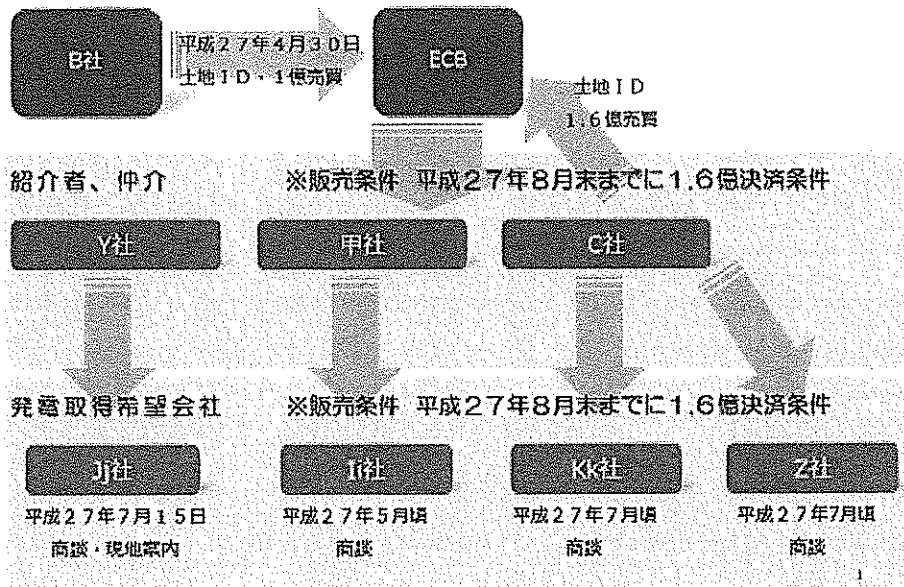 B社
平成27年4月30日
土地ID・1億売買
ECB
土地ID
1.6億売買
紹介者、仲介
※販売条件 平成27年8月末までに1.6億決済条件
Y社
甲社
C社
発電取得希望会社
※販売条件 平成27年8月末までに1.6億決済条件
Jj社
Ii社
Kk社
Z社
平成27年7月15日
商談・現地案内
平成27年5月頃
商談
平成27年7月頃
商談
平成27年7月頃
商談
1